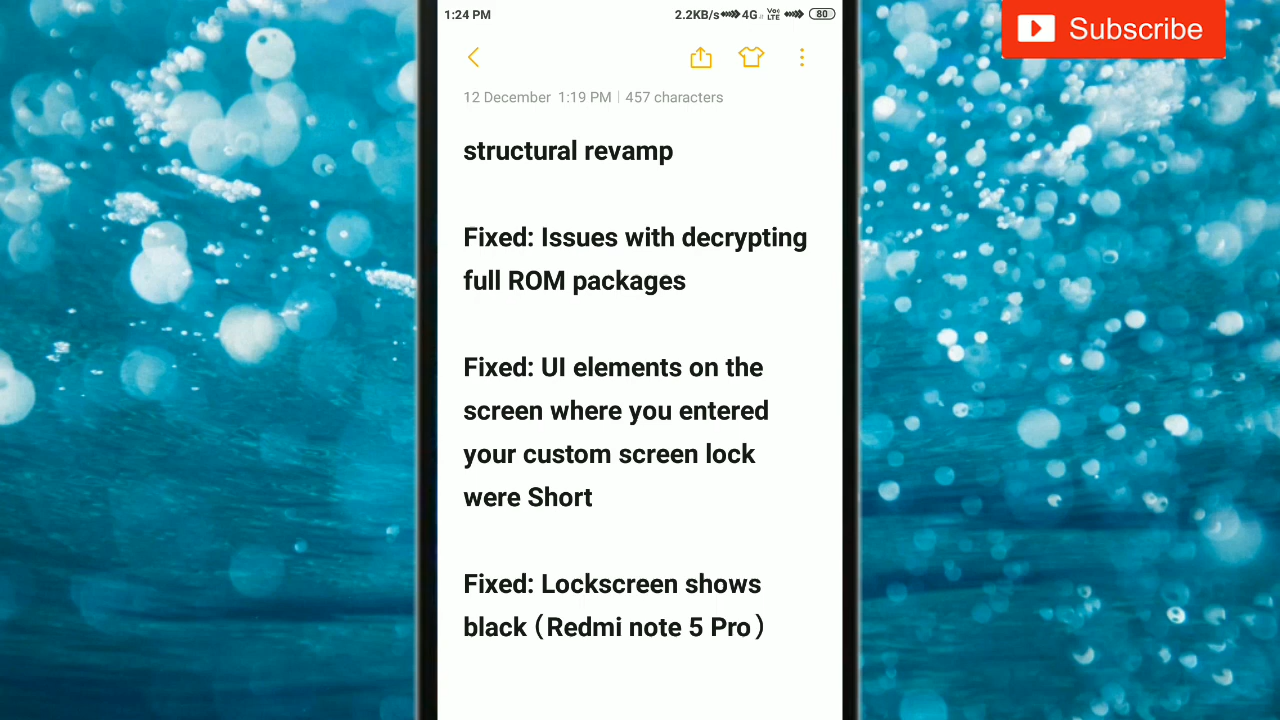 1:24 PM 2.2KB/s 4G Vo LTE 80
Subscribe
12 December 1:19 PM | 457 characters
structural revamp
Fixed: Issues with decrypting
full ROM packages
Fixed: UI elements on the
screen where you entered
your custom screen lock
were Short
Fixed: Lockscreen shows
black (Redmi note 5 Pro)